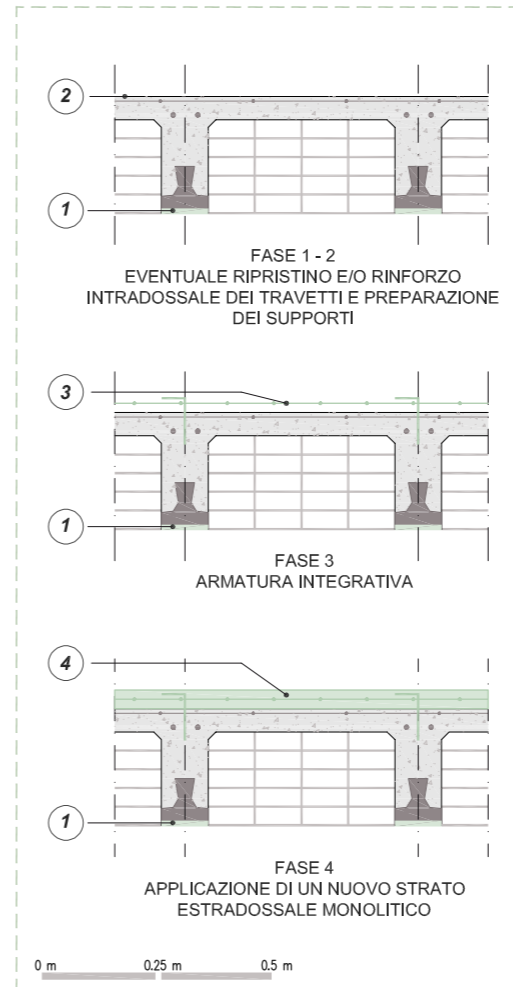 2
1
FASE 1 - 2
EVENTUALE RIPRISTINO E/O RINFORZO
INTRADOSSALE DEI TRAVETTI E PREPARAZIONE
DEI SUPPORTI
3
1
FASE 3
ARMATURA INTEGRATIVA
4
1
FASE 4
APPLICAZIONE DI UN NUOVO STRATO
ESTRADOSSALE MONOLITICO
0 m 0.25 m 0.5 m